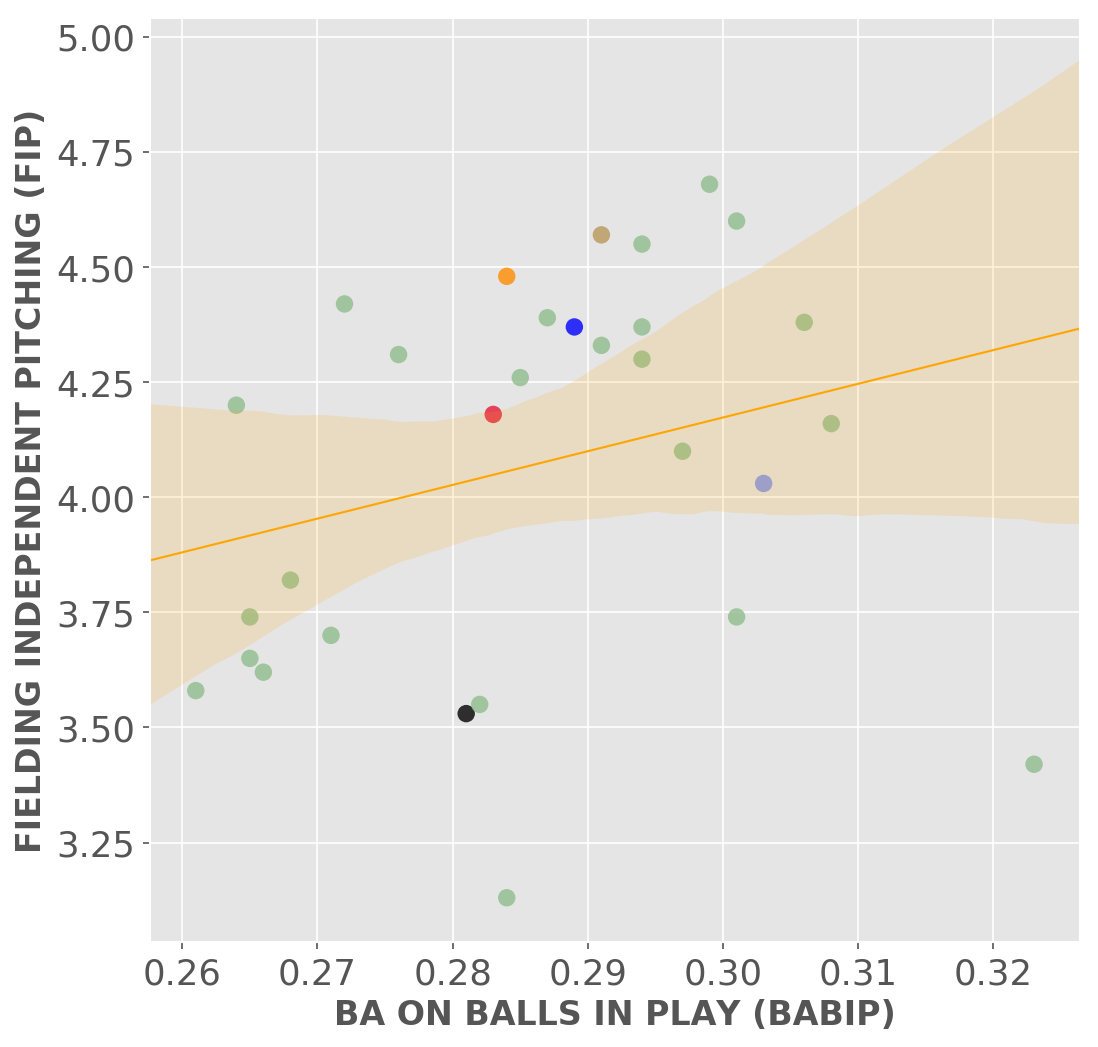 FIELDING INDEPENDENT PITCHING (FIP)
5.00
4.75
4.50
4.25
4.00
3.75
3.50
3.25
0.26 0.27 0.28 0.29 0.30 0.31 0.32
BA ON BALLS IN PLAY (BABIP)